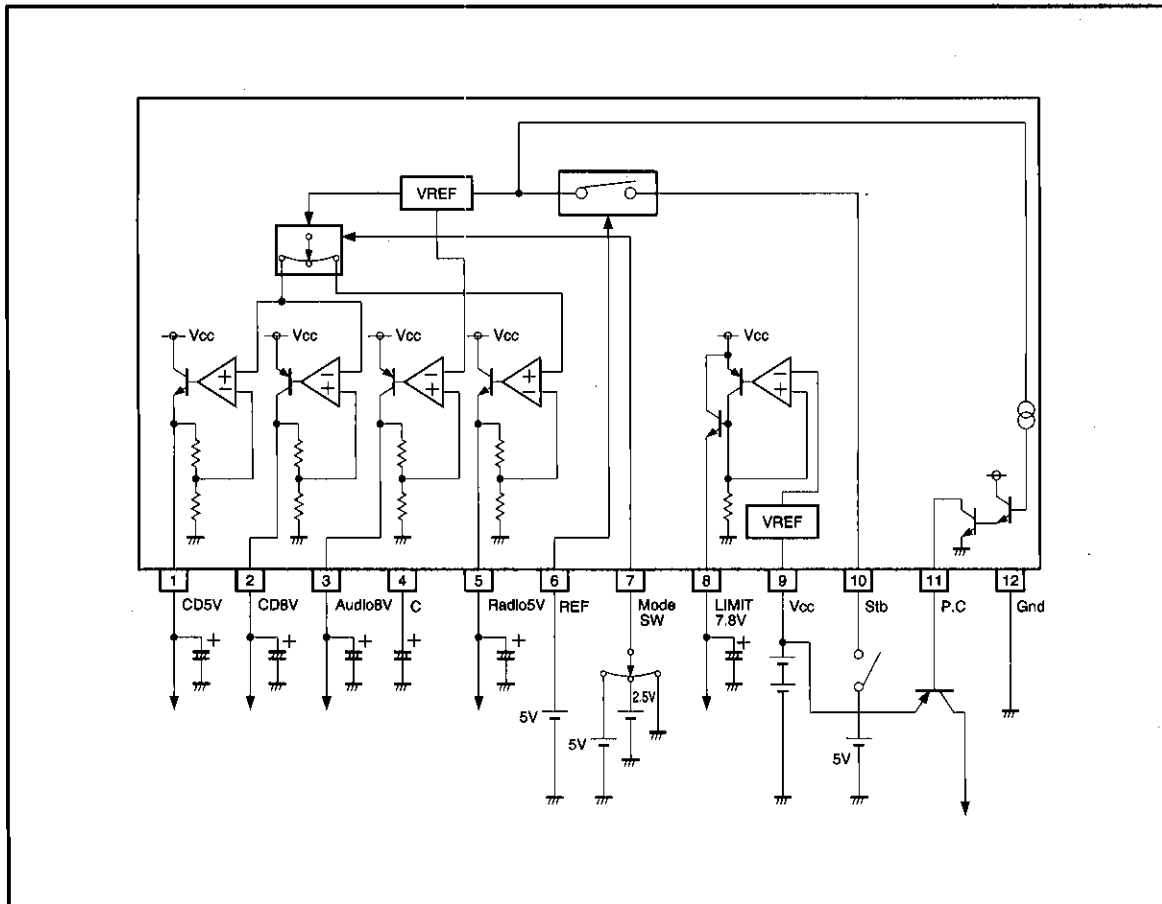 VREF
Vcc
Vcc
Vcc
Vcc
Vcc
+
−
+
−
+
−
+
−
−
+
VREF
1
2
3
4
5
6
7
8
9
10
11
12
CD5V
CD8V
Audio8V
C
Radio5V
REF
Mode
SW
LIMIT
7.8V
Vcc
Stb
P.C
Gnd
+
+
+
+
+
+
2.5V
5V
5V
5V